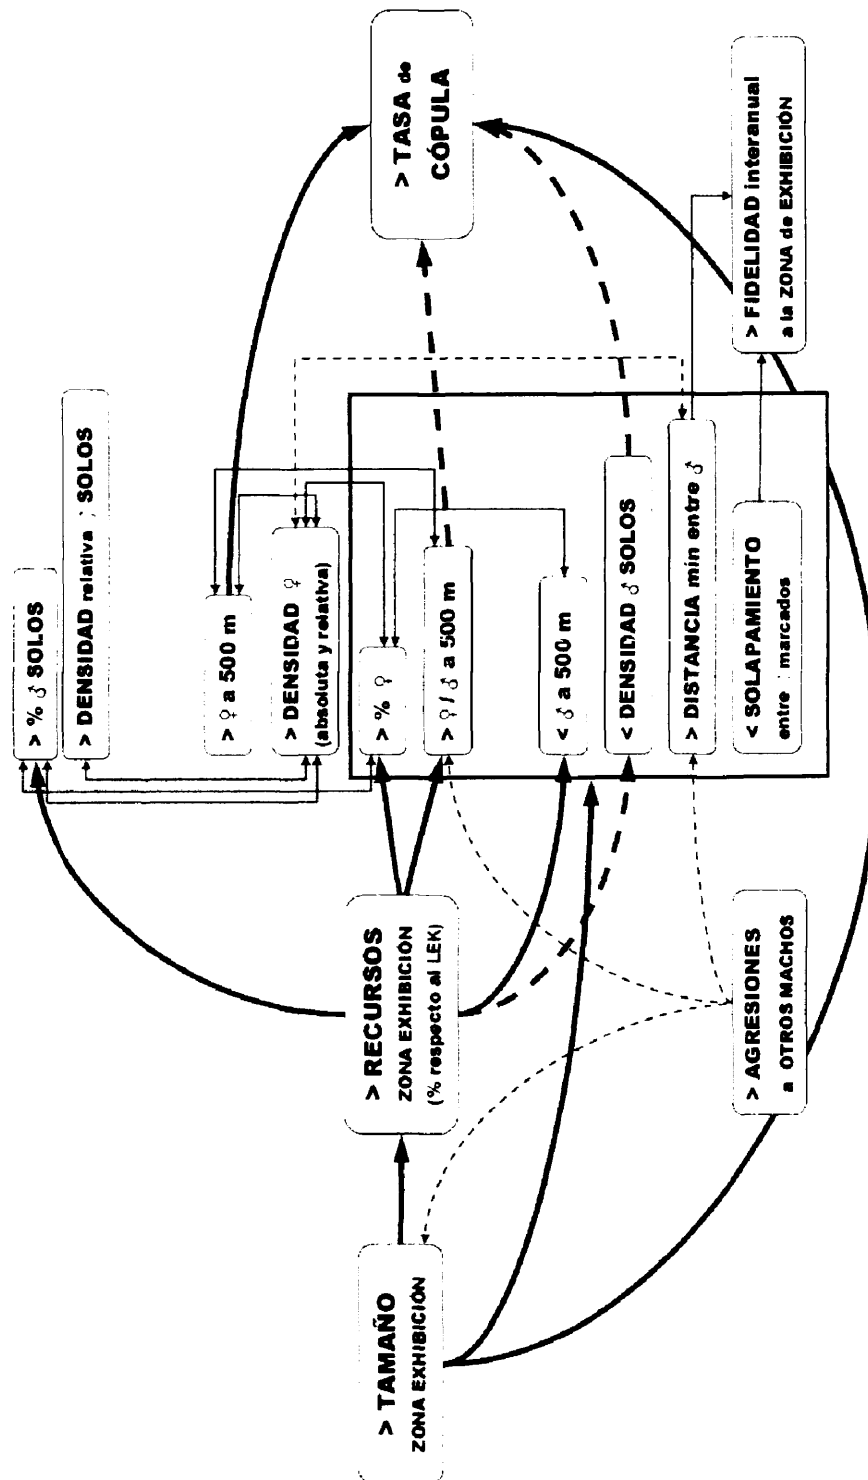 > TAMAÑO
ZONA EXHIBICIÓN
> RECURSOS
ZONA EXHIBICIÓN
(% respecto al LEK)
> AGRESIONES
a OTROS MACHOS
> % ♂ SOLOS
> DENSIDAD relativa SOLOS
> ♀ a 500 m
> DENSIDAD ♀
(absoluta y relativa)
> % ♀
> ♀ / ♂ a 500 m
< ♂ a 500 m
< DENSIDAD ♂ SOLOS
> DISTANCIA min entre ♂
< SOLAPAMIENTO
entre marcados
> TASA de
CÓPULA
> FIDELIDAD interanual
a la ZONA de EXHIBICIÓN